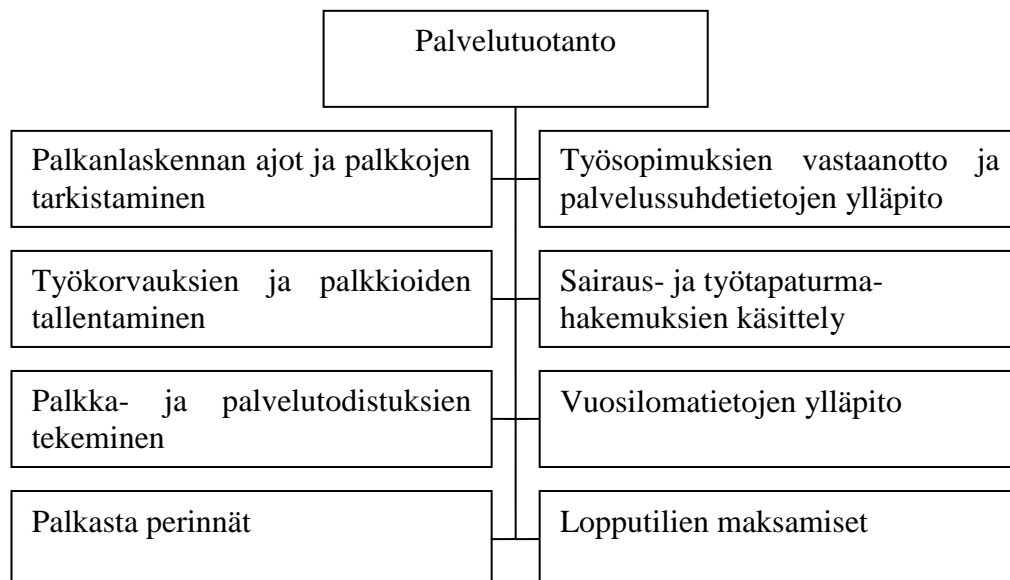 Palvelutuotanto
Palkanlaskennan ajot ja palkkojen
tarkistaminen
Työsopimuksien vastaanotto ja
palvelussuhdetietojen ylläpito
Työkorvauksien ja palkkioiden
tallentaminen
Sairaus- ja työtapaturma-
hakemuksien käsittely
Palkka- ja palvelutodistuksien
tekeminen
Vuosilomatietojen ylläpito
Palkasta perinnät
Lopputilien maksamiset